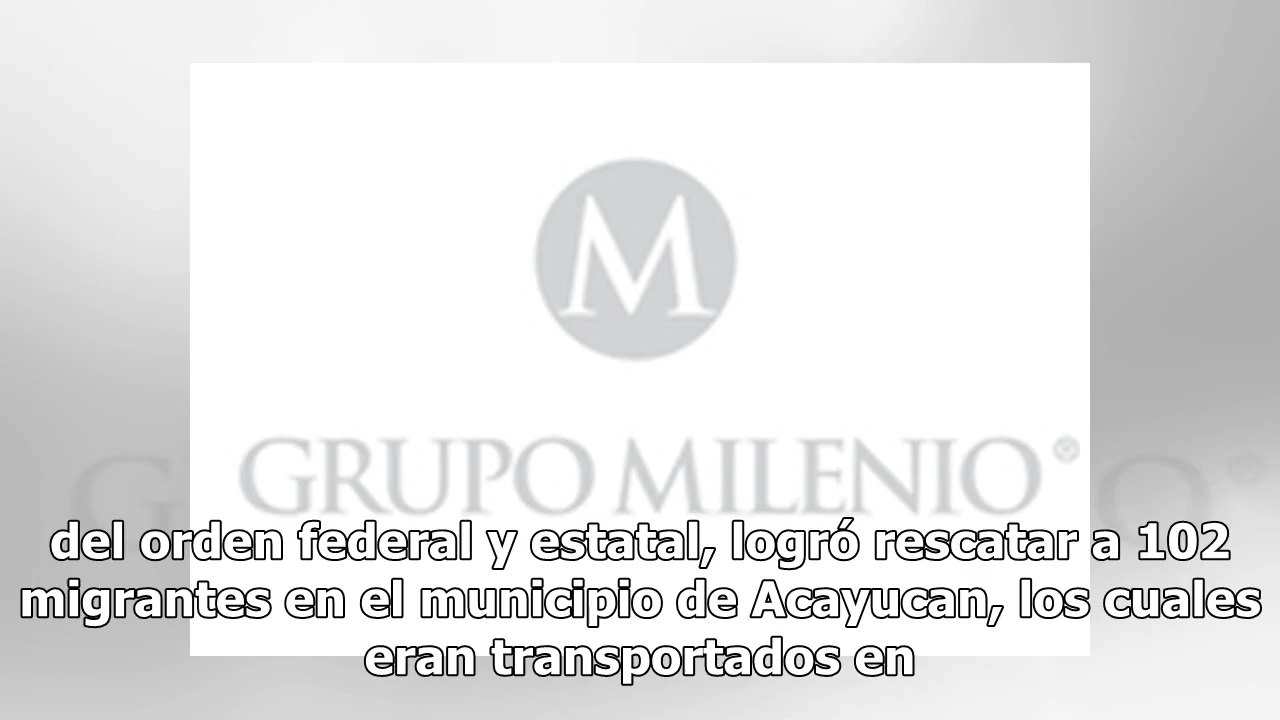 M
GRUPO MILENIO®
del orden federal y estatal, logró rescatar a 102
migrantes en el municipio de Acayucan, los cuales
eran transportados en